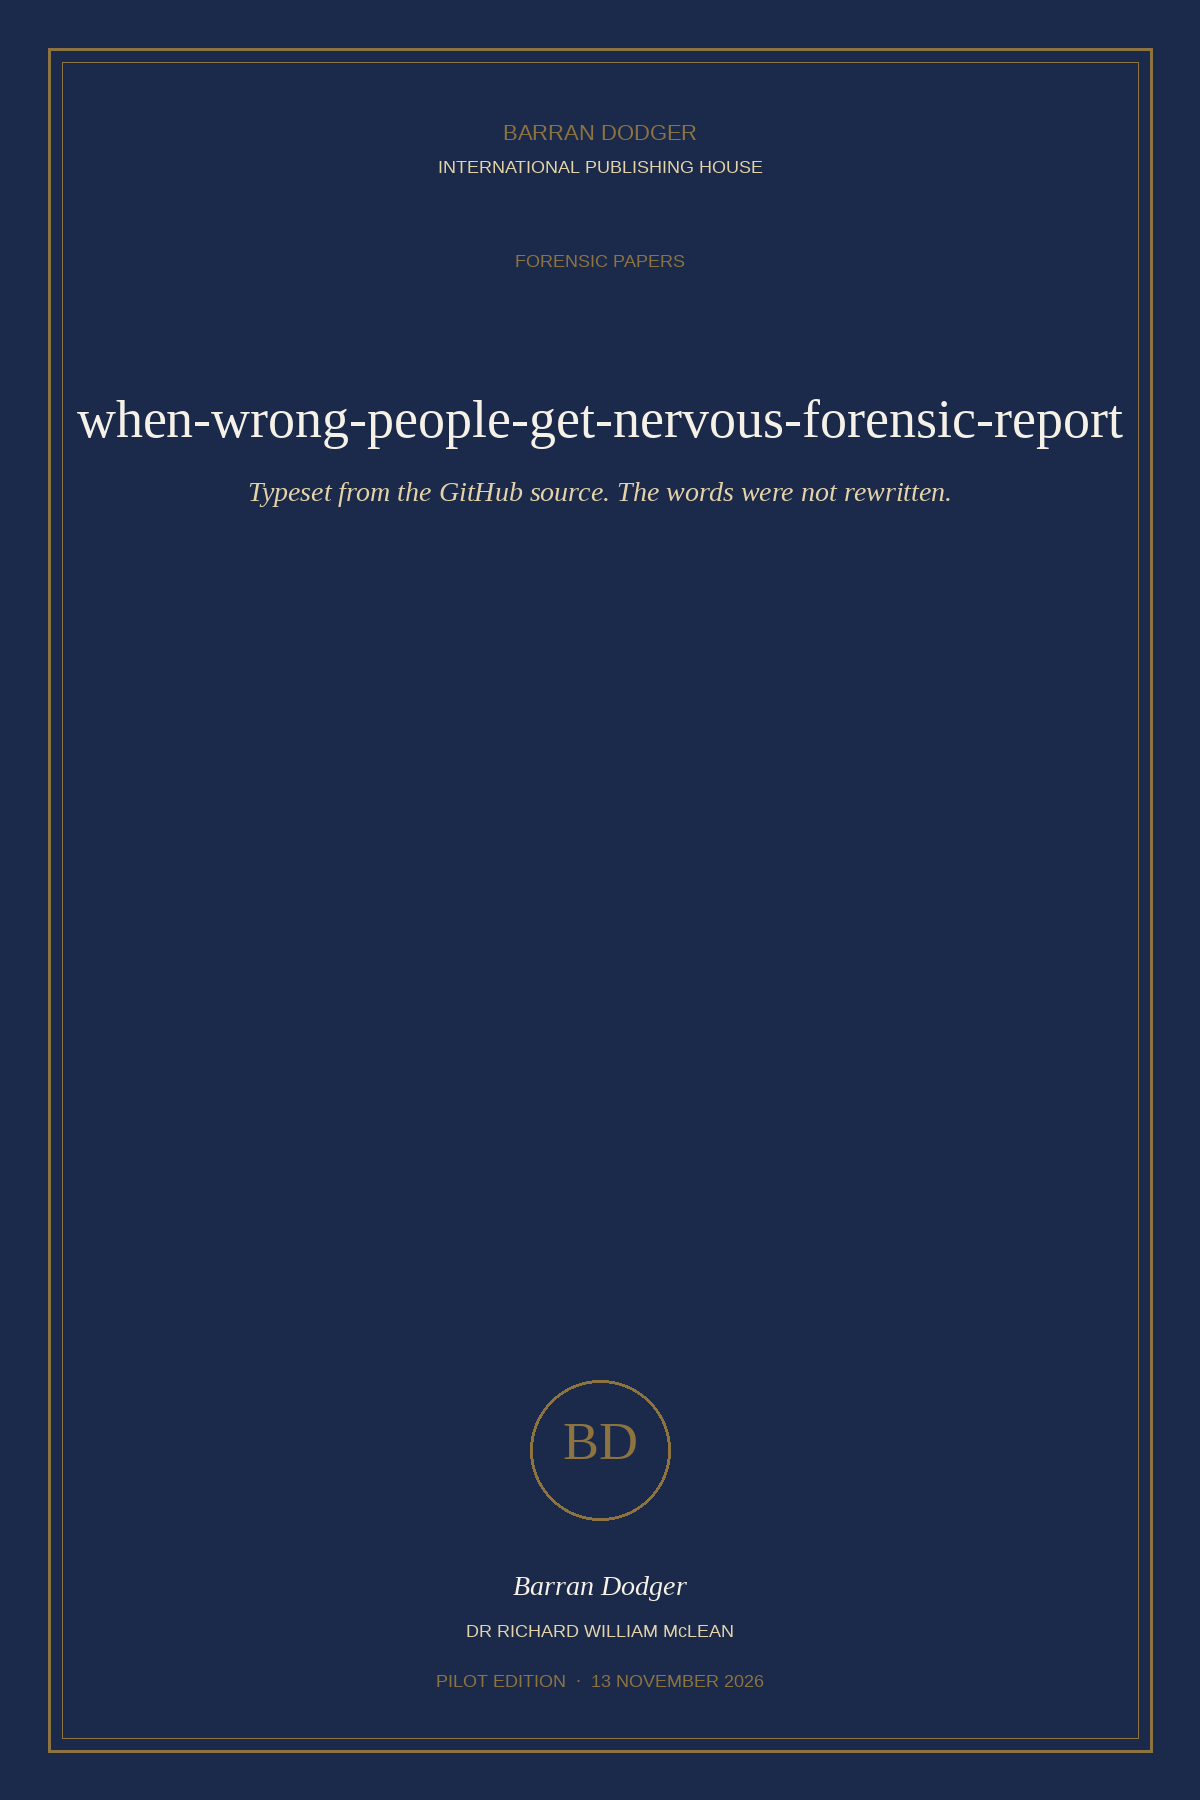 BARRAN DODGER
INTERNATIONAL PUBLISHING HOUSE
FORENSIC PAPERS
when-wrong-people-get-nervous-forensic-report
Typeset from the GitHub source. The words were not rewritten.
BD
Barran Dodger
DR RICHARD WILLIAM McLEAN
PILOT EDITION · 13 NOVEMBER 2026